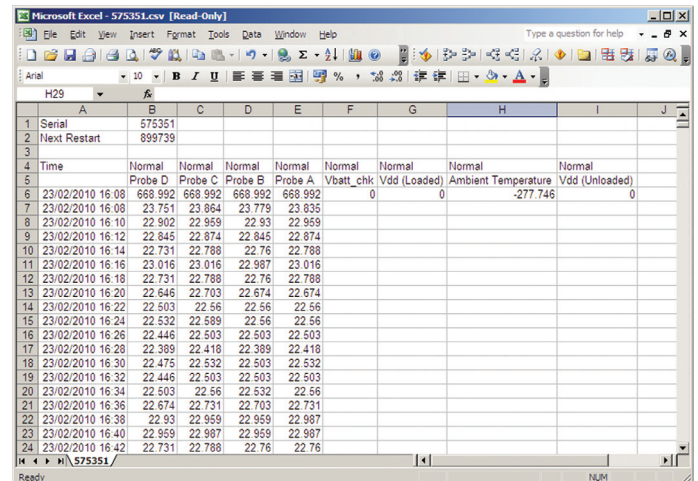 Microsoft Excel - 575351.csv [Read-Only]
File Edit View Insert Format Tools Data Window Help Type a question for help
Arial 10 B I U % ,
H29 fx
A B C D E F G H I J
1 Serial 575351
2 Next Restart 899739
3
4 Time Normal Normal Normal Normal Normal Normal Normal Normal
5 Probe D Probe C Probe B Probe A Vbatt_chk Vdd (Loaded) Ambient Temperature Vdd (Unloaded)
6 23/02/2010 16:08 668.992 668.992 668.992 668.992 0 0 -277.746 0
7 23/02/2010 16:08 23.751 23.864 23.779 23.835
8 23/02/2010 16:10 22.902 22.959 22.93 22.959
9 23/02/2010 16:12 22.845 22.874 22.845 22.874
10 23/02/2010 16:14 22.731 22.788 22.76 22.788
11 23/02/2010 16:16 23.016 23.016 22.987 23.016
12 23/02/2010 16:18 22.731 22.788 22.76 22.788
13 23/02/2010 16:20 22.646 22.703 22.674 22.674
14 23/02/2010 16:22 22.503 22.56 22.56 22.56
15 23/02/2010 16:24 22.532 22.589 22.56 22.56
16 23/02/2010 16:26 22.446 22.503 22.503 22.503
17 23/02/2010 16:28 22.389 22.418 22.389 22.418
18 23/02/2010 16:30 22.475 22.532 22.503 22.532
19 23/02/2010 16:32 22.446 22.503 22.503 22.503
20 23/02/2010 16:34 22.503 22.56 22.532 22.56
21 23/02/2010 16:36 22.674 22.731 22.703 22.731
22 23/02/2010 16:38 22.93 22.959 22.959 22.987
23 23/02/2010 16:40 22.959 22.987 22.959 22.987
24 23/02/2010 16:42 22.731 22.788 22.76 22.76
575351
Ready NUM